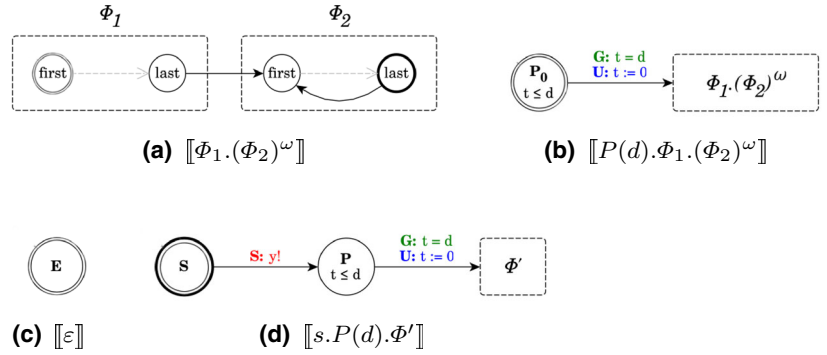 Φ1 Φ2
first last first last
(a) ⟦Φ1.(Φ2)^ω⟧
P0
t ≤ d
G: t = d
U: t := 0
Φ1.(Φ2)^ω
(b) ⟦P(d).Φ1.(Φ2)^ω⟧
E
(c) ⟦ε⟧
S
S: y!
P
t ≤ d
G: t = d
U: t := 0
Φ'
(d) ⟦s.P(d).Φ'⟧